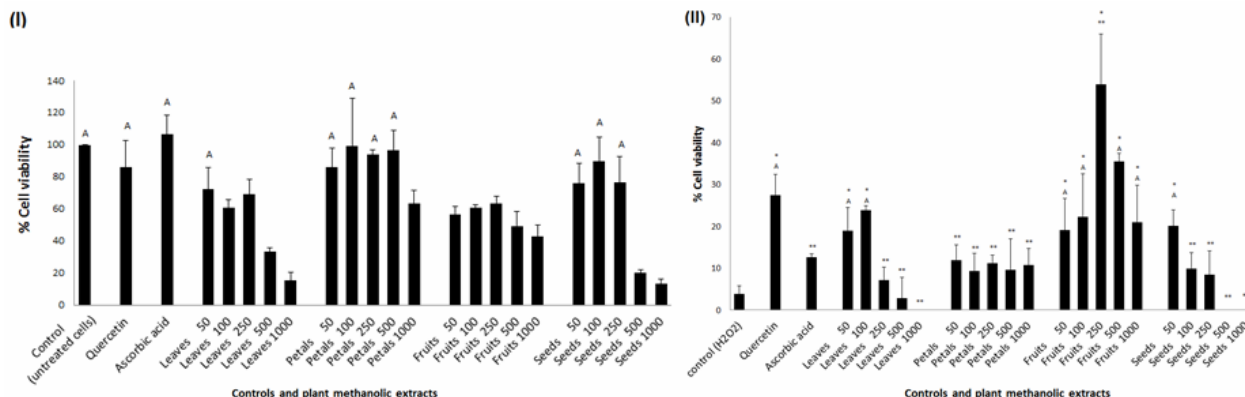 (I)
% Cell viability
140
120
100
80
60
40
20
0
A
A
A
A
A
A
A
A
A
A
A
Control
(untreated cells)
Quercetin
Ascorbic acid
Leaves 50
Leaves 100
Leaves 250
Leaves 500
Leaves 1000
Petals 50
Petals 100
Petals 250
Petals 500
Petals 1000
Fruits 50
Fruits 100
Fruits 250
Fruits 500
Fruits 1000
Seeds 50
Seeds 100
Seeds 250
Seeds 500
Seeds 1000
Controls and plant methanolic extracts
(II)
% Cell viability
70
60
50
40
30
20
10
0
*
A
**
*
A
*
A
**
**
**
**
**
**
**
**
*
A
*
A
*
**
*
A
*
A
*
A
**
**
**
*
control (H2O2)
Quercetin
Ascorbic acid
Leaves 50
Leaves 100
Leaves 250
Leaves 500
Leaves 1000
Petals 50
Petals 100
Petals 250
Petals 500
Petals 1000
Fruits 50
Fruits 100
Fruits 250
Fruits 500
Fruits 1000
Seeds 50
Seeds 100
Seeds 250
Seeds 500
Seeds 1000
Controls and plant methanolic extracts